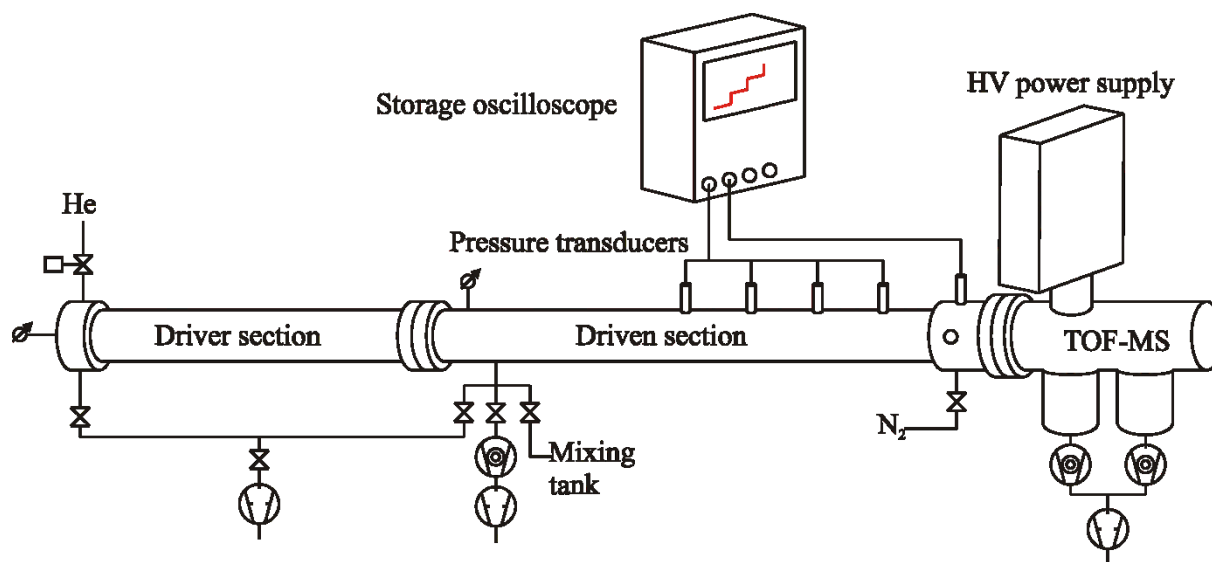 HV power supply
Storage oscilloscope
He
Pressure transducers
Driver section
Driven section
TOF-MS
N₂
Mixing
tank